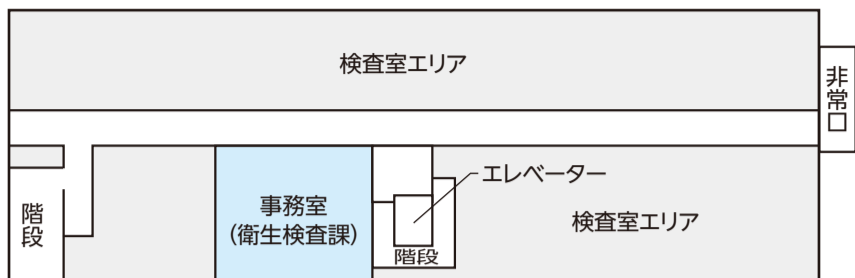 検査室エリア
非常口
エレベーター
階段
事務室
(衛生検査課)
検査室エリア
階段